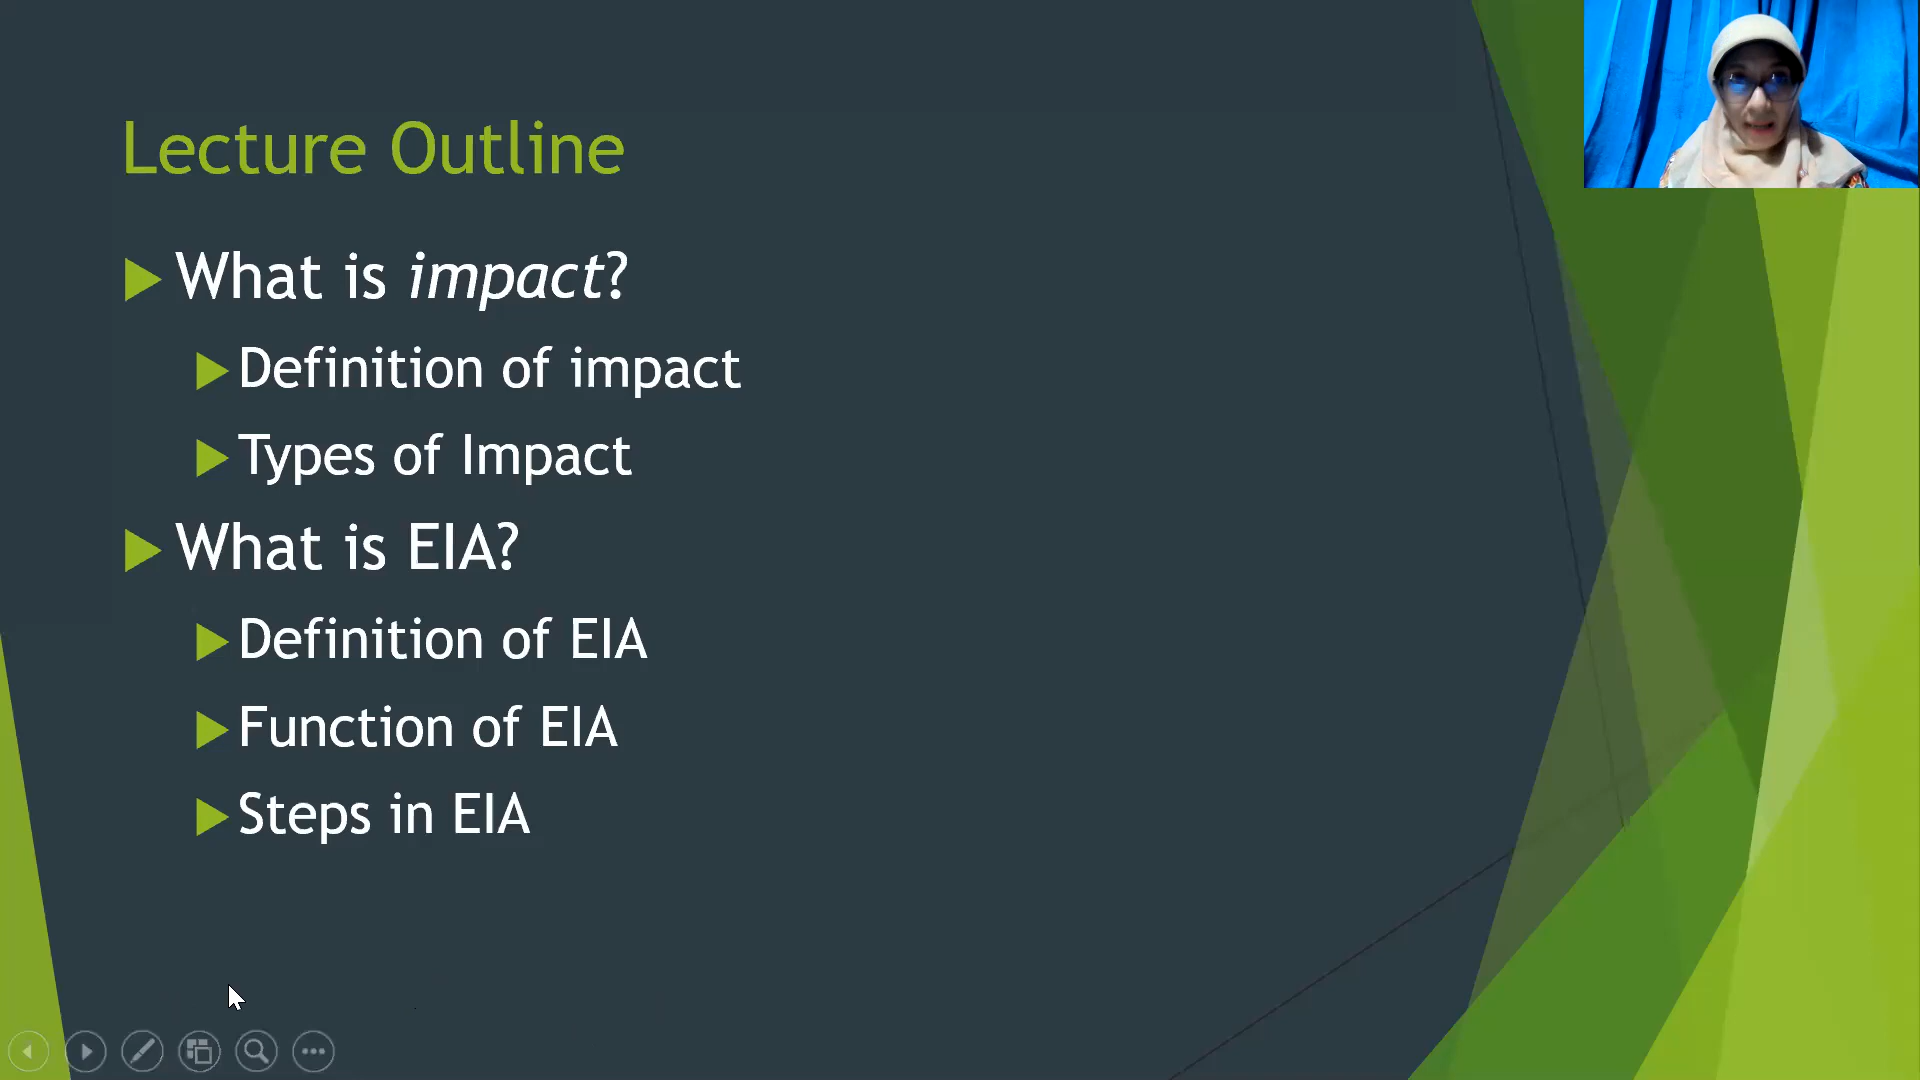 Lecture Outline
What is impact?
Definition of impact
Types of Impact
What is EIA?
Definition of EIA
Function of EIA
Steps in EIA